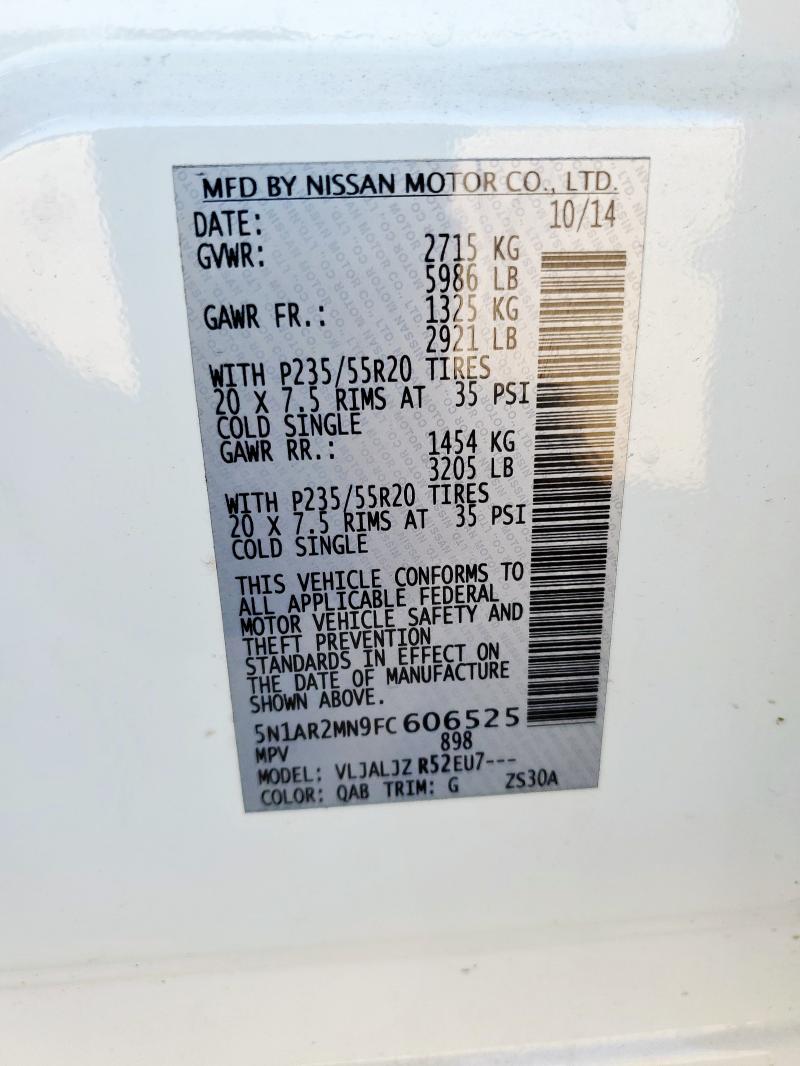 MFD BY NISSAN MOTOR CO., LTD.
DATE: 10/14
GVWR: 2715 KG
5986 LB
GAWR FR.: 1325 KG
2921 LB
WITH P235/55R20 TIRES
20 X 7.5 RIMS AT 35 PSI
COLD SINGLE
GAWR RR.: 1454 KG
3205 LB
WITH P235/55R20 TIRES
20 X 7.5 RIMS AT 35 PSI
COLD SINGLE
THIS VEHICLE CONFORMS TO
ALL APPLICABLE FEDERAL
MOTOR VEHICLE SAFETY AND
THEFT PREVENTION
STANDARDS IN EFFECT ON
THE DATE OF MANUFACTURE
SHOWN ABOVE.
5N1AR2MN9FC606525
MPV 898
MODEL: VLJALJZ R52EU7---
COLOR: QAB TRIM: G ZS30A